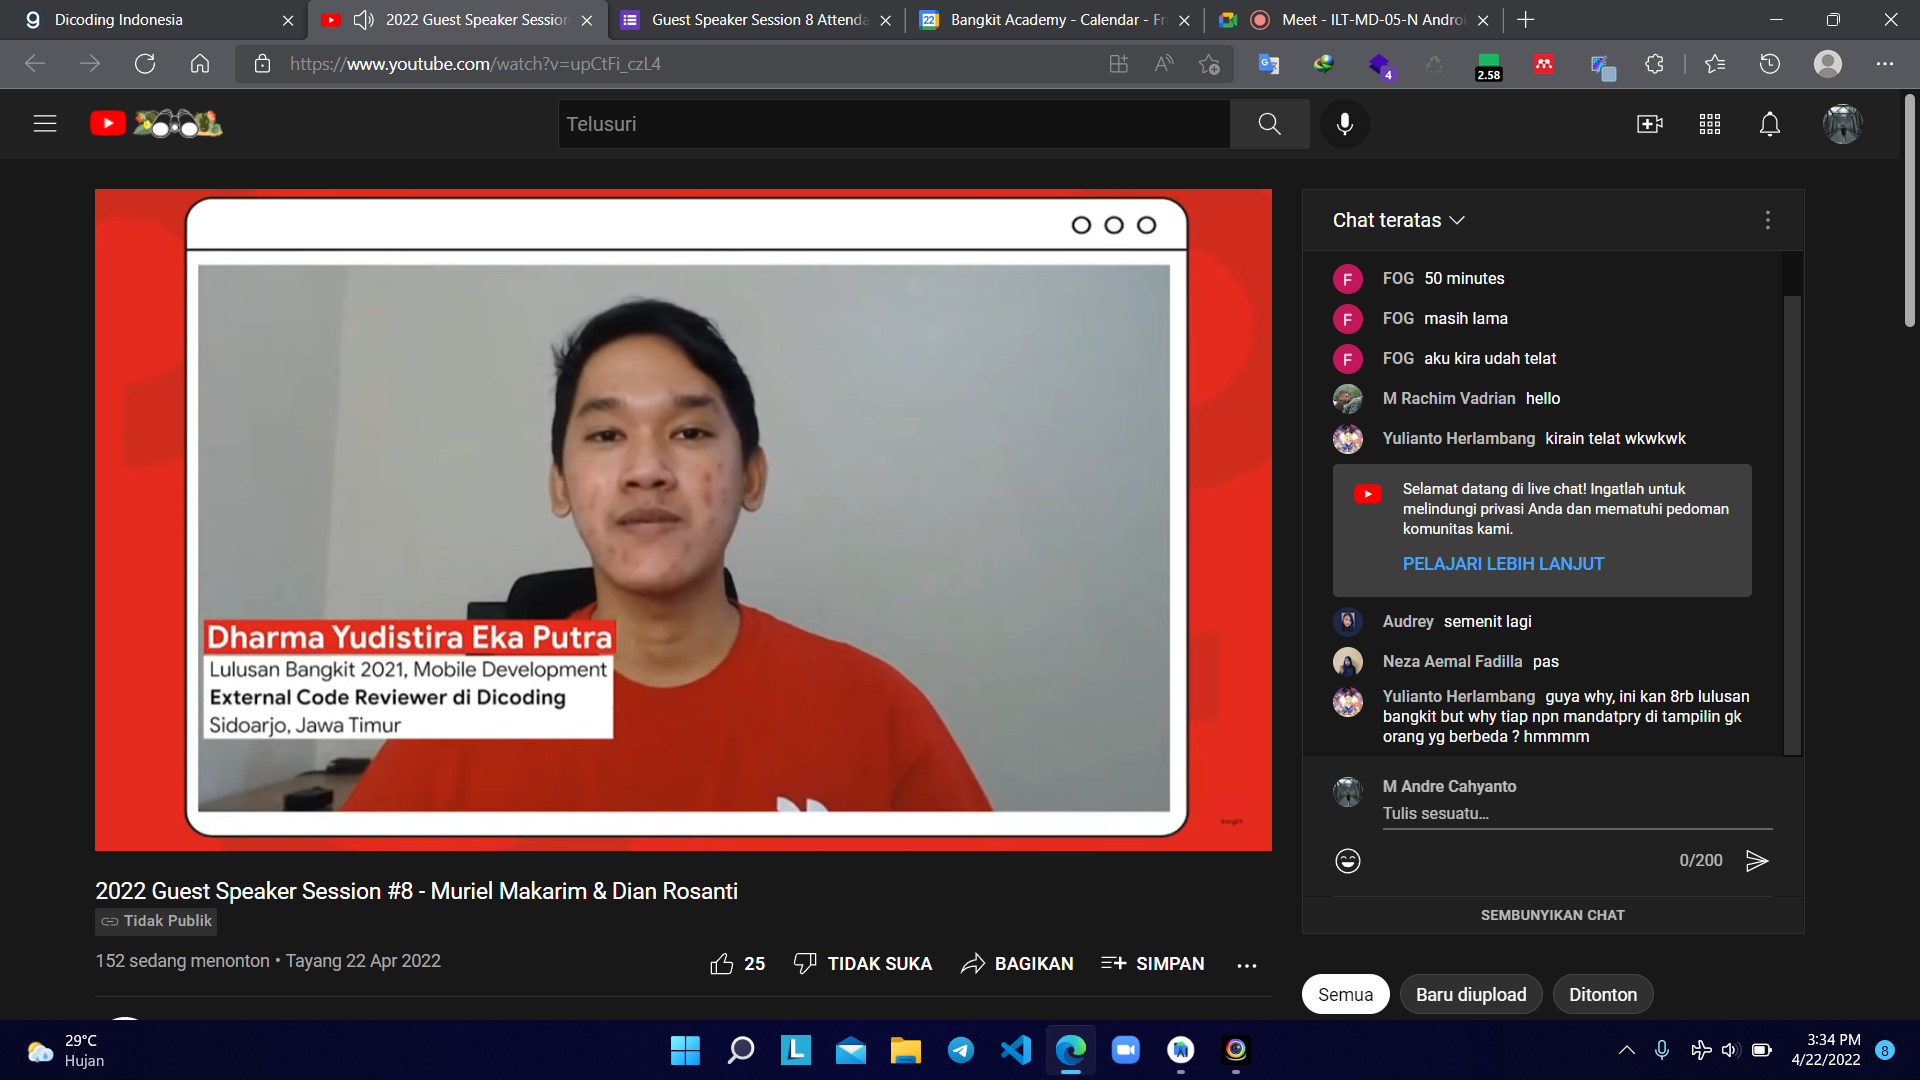 Dicoding Indonesia
2022 Guest Speaker Session
Guest Speaker Session 8 Attenda
Bangkit Academy - Calendar - Fr
Meet - ILT-MD-05-N Androi
https://www.youtube.com/watch?v=upCtFi_czL4
4
2.58
Telusuri
Chat teratas
FOG 50 minutes
FOG masih lama
FOG aku kira udah telat
M Rachim Vadrian hello
Yulianto Herlambang kirain telat wkwkwk
Selamat datang di live chat! Ingatlah untuk
melindungi privasi Anda dan mematuhi pedoman
komunitas kami.
PELAJARI LEBIH LANJUT
Audrey semenit lagi
Neza Aemal Fadilla pas
Yulianto Herlambang guya why, ini kan 8rb lulusan
bangkit but why tiap npn mandatpry di tampilin gk
orang yg berbeda ? hmmmm
M Andre Cahyanto
Tulis sesuatu...
0/200
SEMBUNYIKAN CHAT
Dharma Yudistira Eka Putra
Lulusan Bangkit 2021, Mobile Development
External Code Reviewer di Dicoding
Sidoarjo, Jawa Timur
bangkit
2022 Guest Speaker Session #8 - Muriel Makarim & Dian Rosanti
Tidak Publik
152 sedang menonton • Tayang 22 Apr 2022
25
TIDAK SUKA
BAGIKAN
SIMPAN
Semua
Baru diupload
Ditonton
29°C
Hujan
3:34 PM
4/22/2022
8